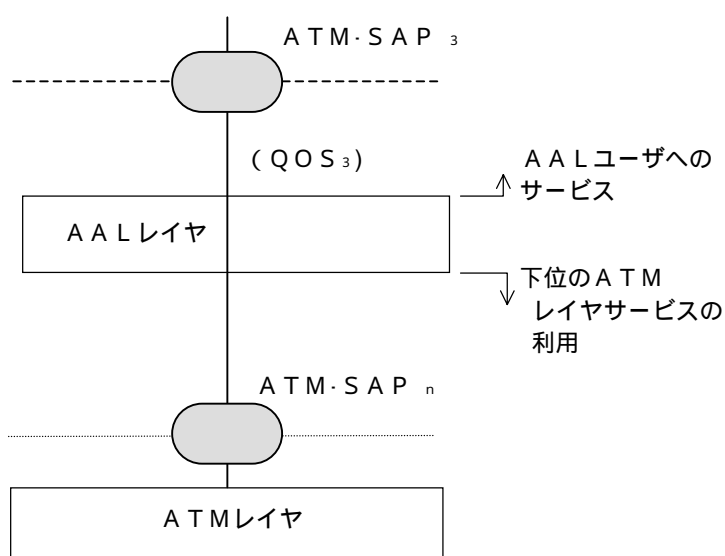 ATM・SAP 3
(QOS3)
AALユーザへの
サービス
AALレイヤ
下位のATM
レイヤサービスの
利用
ATM・SAP n
ATMレイヤ